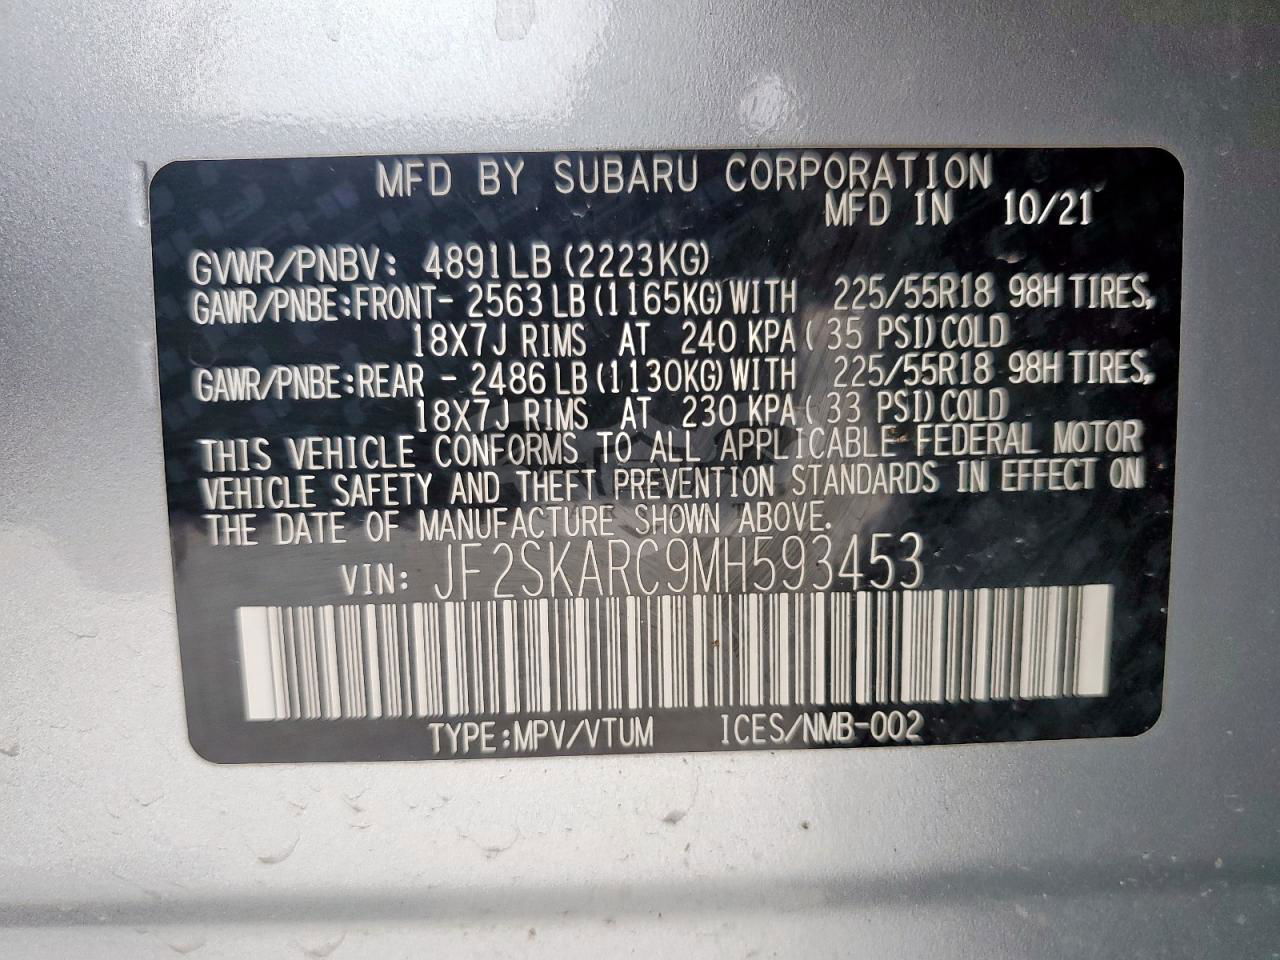 MFD BY SUBARU CORPORATION
MFD IN 10/21
GVWR/PNBV: 4891LB (2223KG)
GAWR/PNBE:FRONT- 2563LB (1165KG) WITH 225/55R18 98H TIRES,
18X7J RIMS AT 240 KPA ( 35 PSI) COLD
GAWR/PNBE:REAR - 2486LB (1130KG) WITH 225/55R18 98H TIRES,
18X7J RIMS AT 230 KPA ( 33 PSI) COLD
THIS VEHICLE CONFORMS TO ALL APPLICABLE FEDERAL MOTOR
VEHICLE SAFETY AND THEFT PREVENTION STANDARDS IN EFFECT ON
THE DATE OF MANUFACTURE SHOWN ABOVE.
VIN: JF2SKARC9MH593453
TYPE:MPV/VTUM ICES/NMB-002